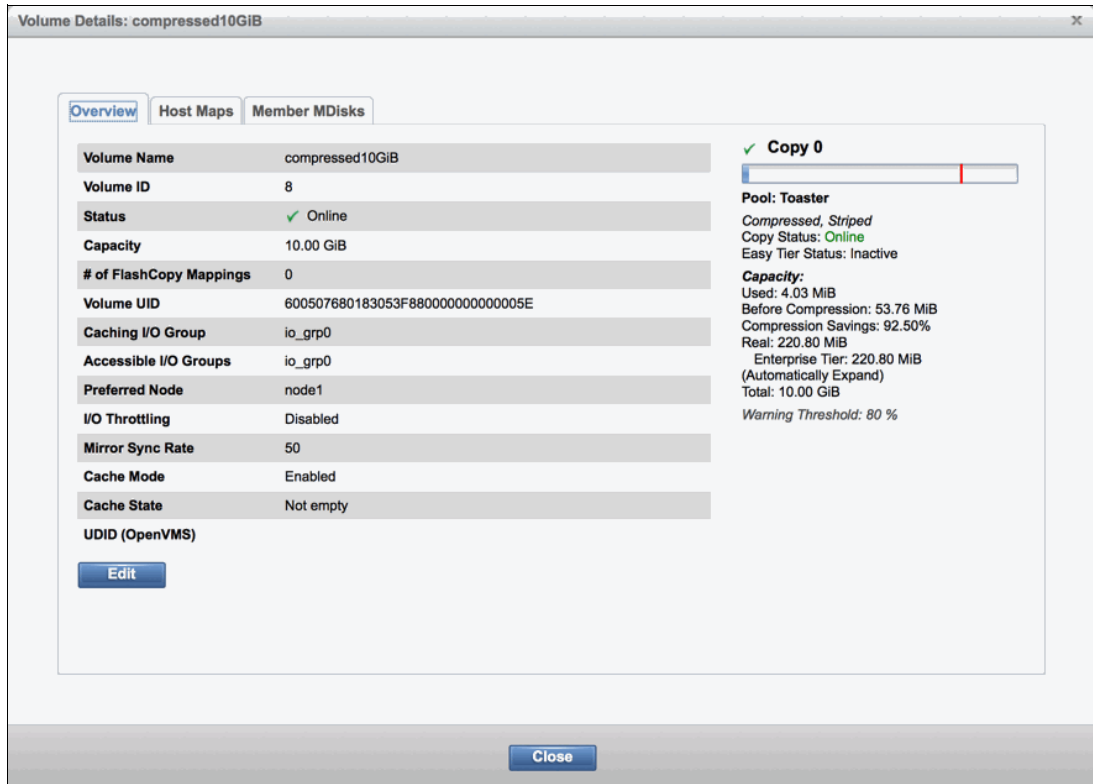 Volume Details: compressed10GiB x
Overview Host Maps Member MDisks
Volume Name compressed10GiB
Volume ID 8
Status Online
Capacity 10.00 GiB
# of FlashCopy Mappings 0
Volume UID 600507680183053F880000000000005E
Caching I/O Group io_grp0
Accessible I/O Groups io_grp0
Preferred Node node1
I/O Throttling Disabled
Mirror Sync Rate 50
Cache Mode Enabled
Cache State Not empty
UDID (OpenVMS)
Edit
Copy 0
Pool: Toaster
Compressed, Striped
Copy Status: Online
Easy Tier Status: Inactive
Capacity:
Used: 4.03 MiB
Before Compression: 53.76 MiB
Compression Savings: 92.50%
Real: 220.80 MiB
Enterprise Tier: 220.80 MiB
(Automatically Expand)
Total: 10.00 GiB
Warning Threshold: 80 %
Close